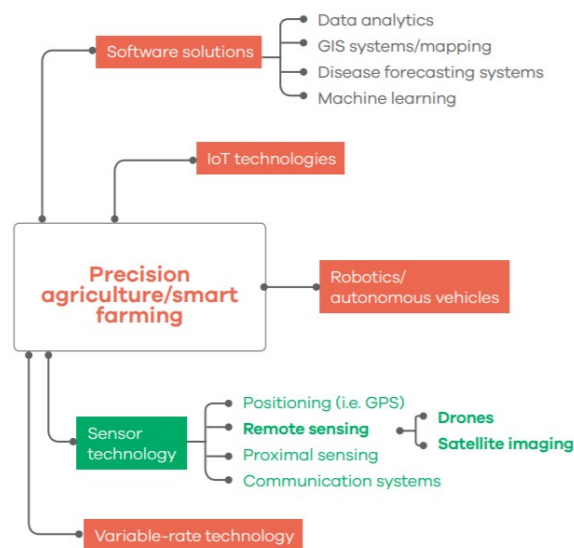 Software solutions
Data analytics
GIS systems/mapping
Disease forecasting systems
Machine learning
IoT technologies
Precision
agriculture/smart
farming
Robotics/
autonomous vehicles
Sensor
technology
Positioning (i.e. GPS)
Remote sensing
Proximal sensing
Communication systems
Drones
Satellite imaging
Variable-rate technology